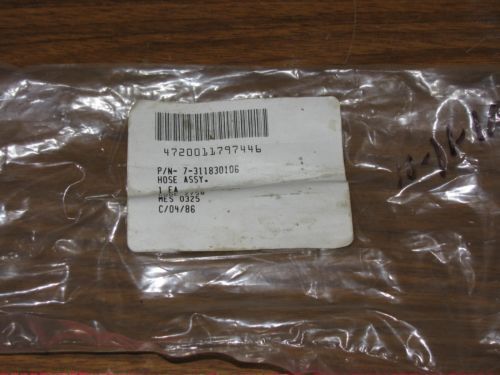 4720011797446
P/N- 7-311830106
HOSE ASSY.
1 EA
MES 0325
C/04/86